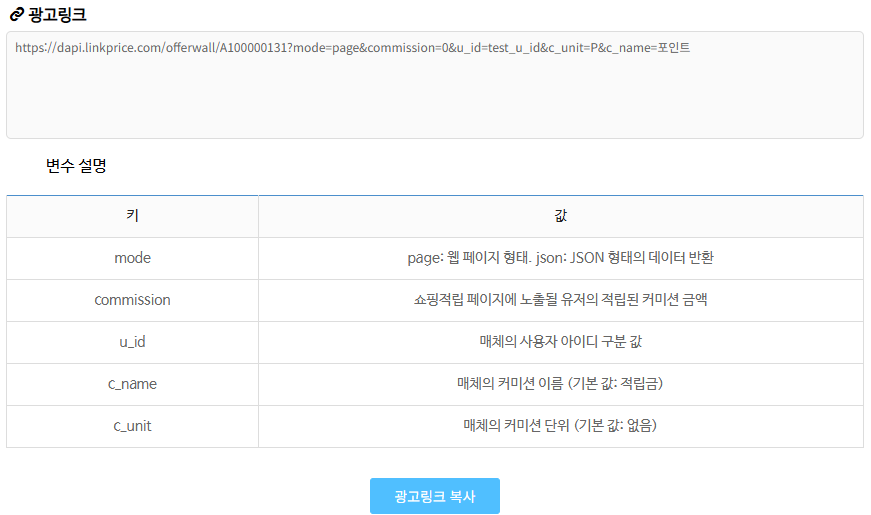 광고링크
https://dapi.linkprice.com/offerwall/A100000131?mode=page&commission=0&u_id=test_u_id&c_unit=P&c_name=포인트
변수 설명
키 값
mode page: 웹 페이지 형태. json: JSON 형태의 데이터 반환
commission 쇼핑적립 페이지에 노출될 유저의 적립된 커미션 금액
u_id 매체의 사용자 아이디 구분 값
c_name 매체의 커미션 이름 (기본 값: 적립금)
c_unit 매체의 커미션 단위 (기본 값: 없음)
광고링크 복사